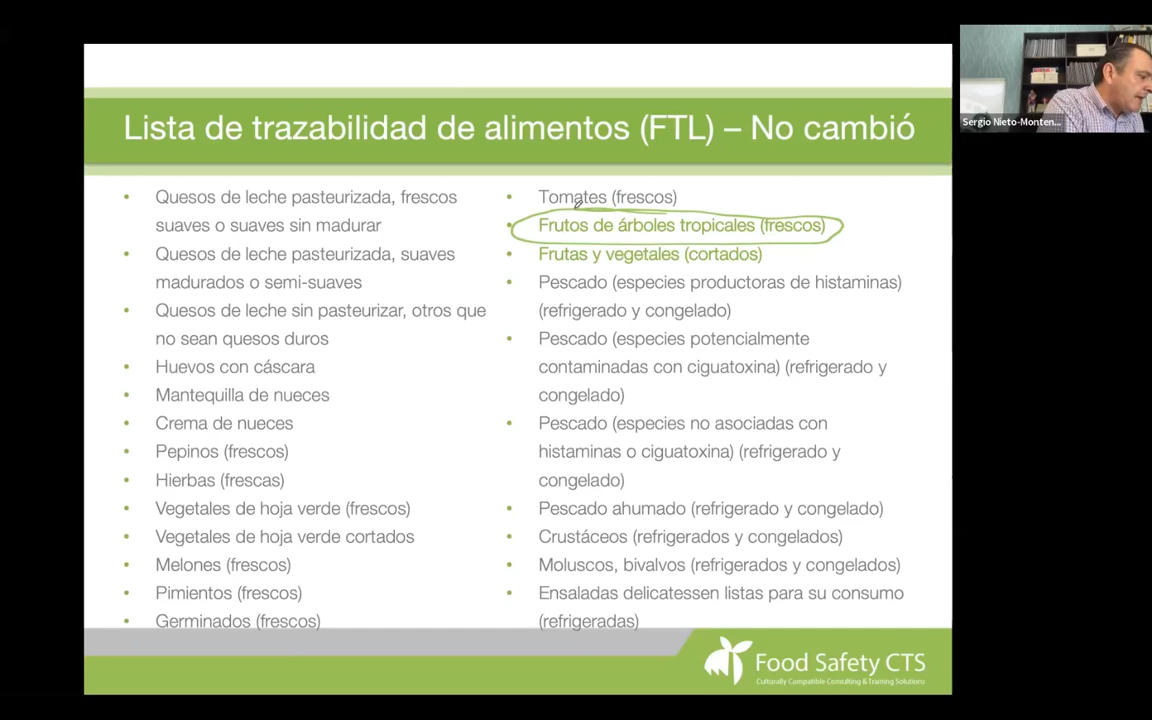 Lista de trazabilidad de alimentos (FTL) – No cambió
• Quesos de leche pasteurizada, frescos
suaves o suaves sin madurar
• Quesos de leche pasteurizada, suaves
madurados o semi-suaves
• Quesos de leche sin pasteurizar, otros que
no sean quesos duros
• Huevos con cáscara
• Mantequilla de nueces
• Crema de nueces
• Pepinos (frescos)
• Hierbas (frescas)
• Vegetales de hoja verde (frescos)
• Vegetales de hoja verde cortados
• Melones (frescos)
• Pimientos (frescos)
• Germinados (frescos)
• Tomates (frescos)
• Frutos de árboles tropicales (frescos)
• Frutas y vegetales (cortados)
• Pescado (especies productoras de histaminas)
(refrigerado y congelado)
• Pescado (especies potencialmente
contaminadas con ciguatoxina) (refrigerado y
congelado)
• Pescado (especies no asociadas con
histaminas o ciguatoxina) (refrigerado y
congelado)
• Pescado ahumado (refrigerado y congelado)
• Crustáceos (refrigerados y congelados)
• Moluscos, bivalvos (refrigerados y congelados)
• Ensaladas delicatessen listas para su consumo
(refrigeradas)
Food Safety CTS
Culturally Compatible Consulting & Training Solutions
Sergio Nieto-Monten...